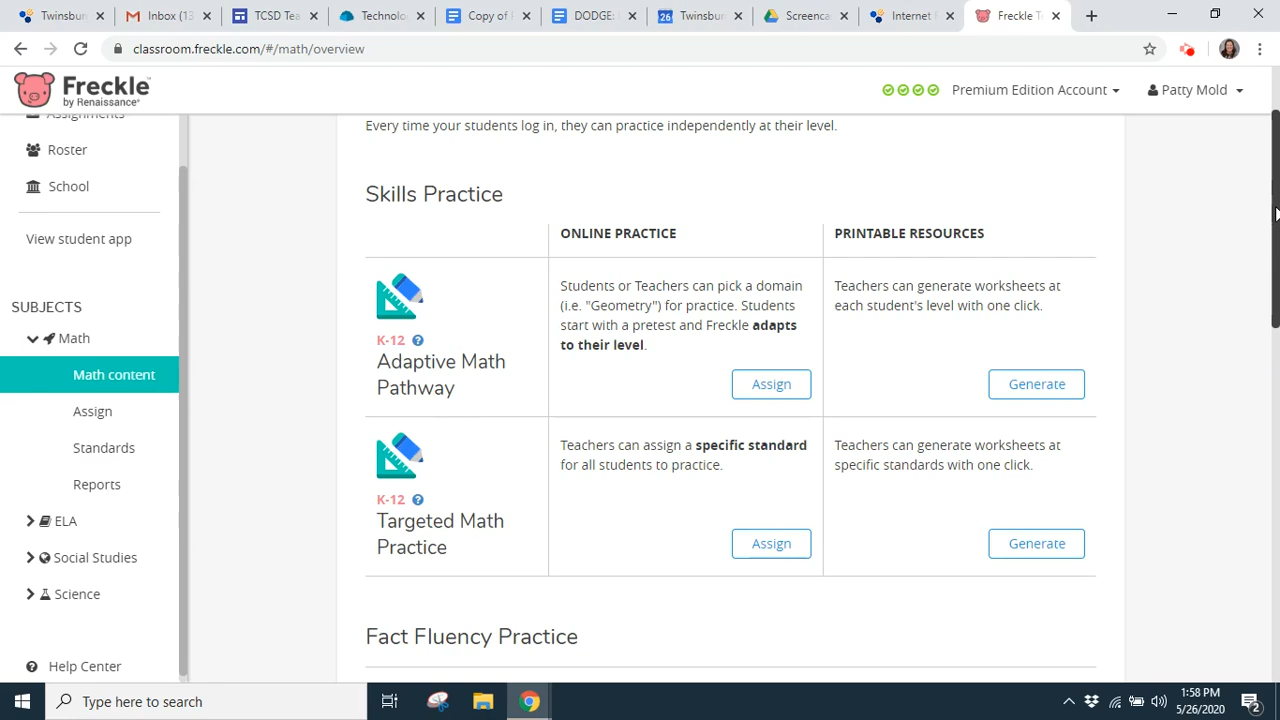 Twinsbu
Inbox (13
TCSD Tea
Technolo
Copy of F
DODGE:
26
Twinsbur
Screenca
Internet F
Freckle T
classroom.freckle.com/#/math/overview
Freckle
by Renaissance
Premium Edition Account
Patty Mold
Assignments
Roster
School
View student app
SUBJECTS
Math
Math content
Assign
Standards
Reports
ELA
Social Studies
Science
Help Center
Every time your students log in, they can practice independently at their level.
Skills Practice
ONLINE PRACTICE
PRINTABLE RESOURCES
K-12
Adaptive Math
Pathway
Students or Teachers can pick a domain
(i.e. "Geometry") for practice. Students
start with a pretest and Freckle adapts
to their level.
Assign
Teachers can generate worksheets at
each student's level with one click.
Generate
K-12
Targeted Math
Practice
Teachers can assign a specific standard
for all students to practice.
Assign
Teachers can generate worksheets at
specific standards with one click.
Generate
Fact Fluency Practice
Type here to search
1:58 PM
5/26/2020
2